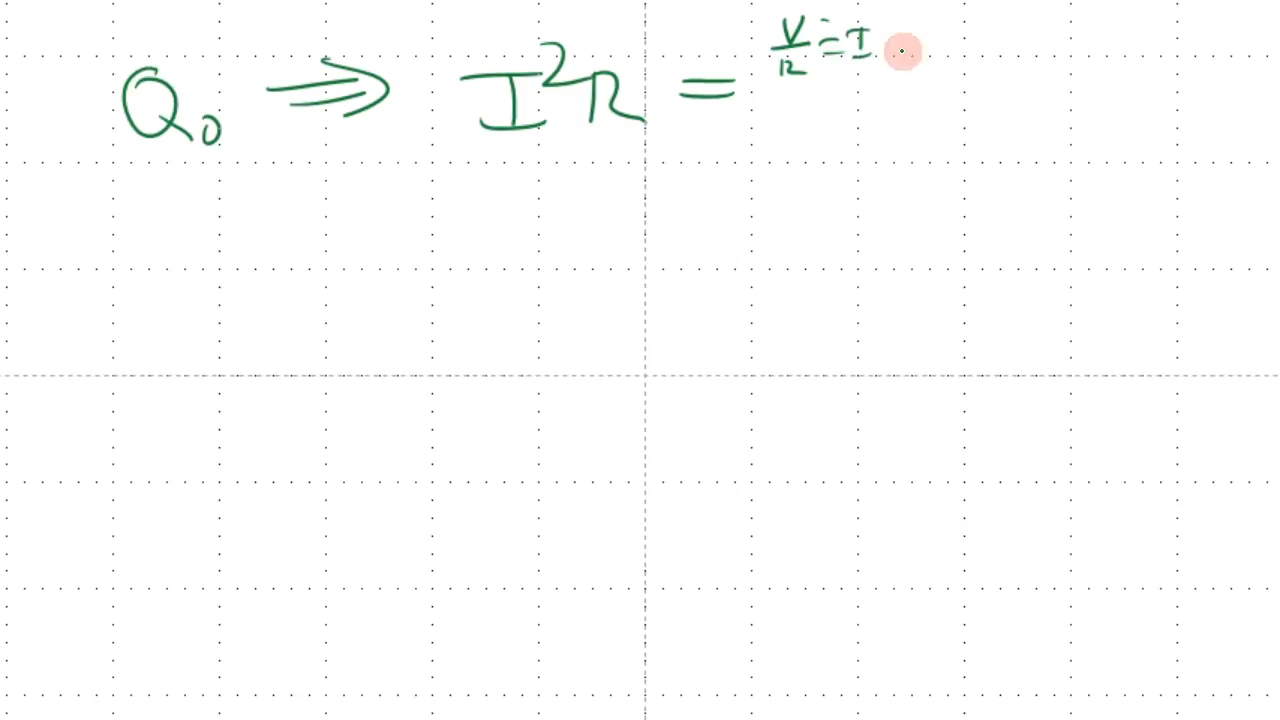 Q₀ ⇒ I²R = V/R = I